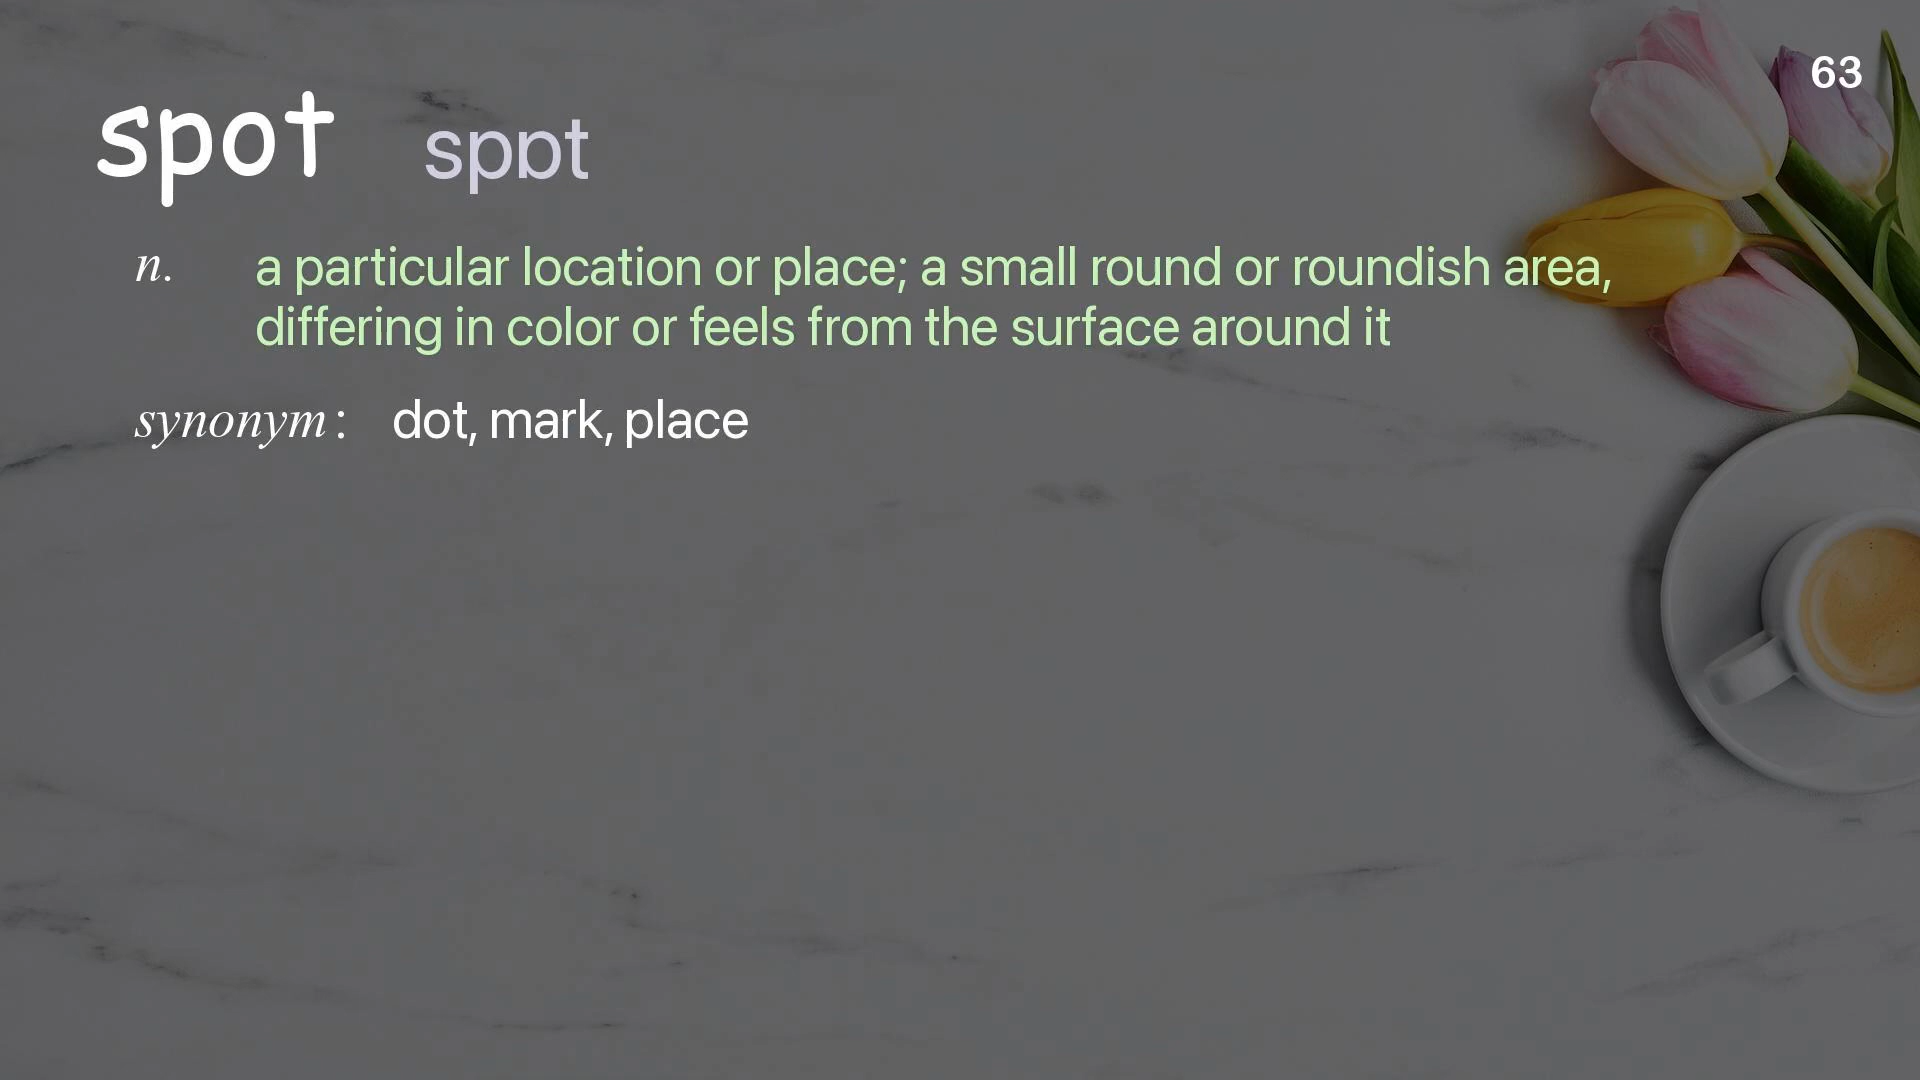 63
spot spɒt
n. a particular location or place; a small round or roundish area,
differing in color or feels from the surface around it
synonym: dot, mark, place